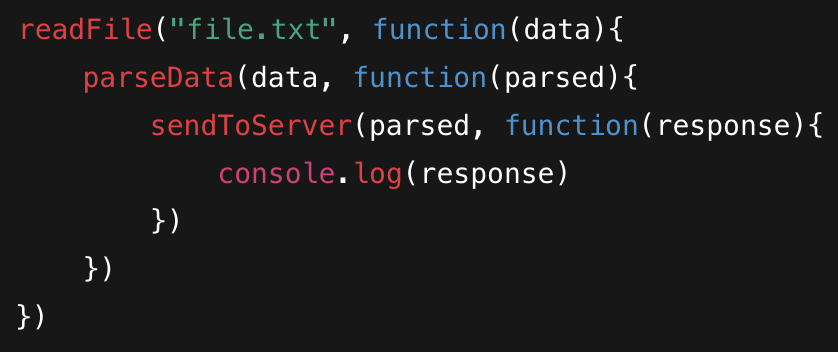 readFile("file.txt", function(data){
    parseData(data, function(parsed){
        sendToServer(parsed, function(response){
            console.log(response)
        })
    })
})